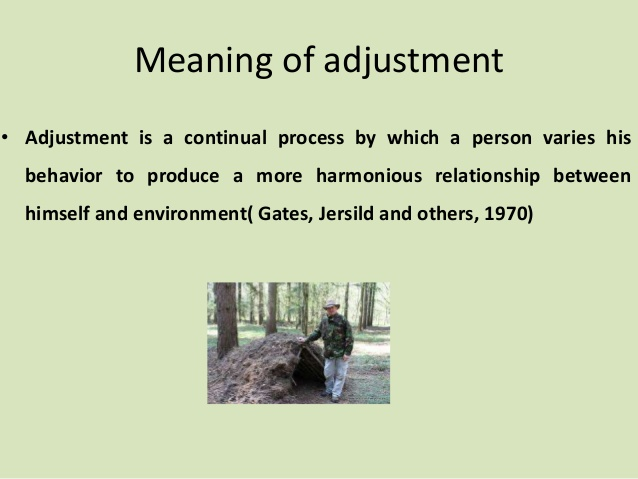 Meaning of adjustment
• Adjustment is a continual process by which a person varies his
behavior to produce a more harmonious relationship between
himself and environment( Gates, Jersild and others, 1970)